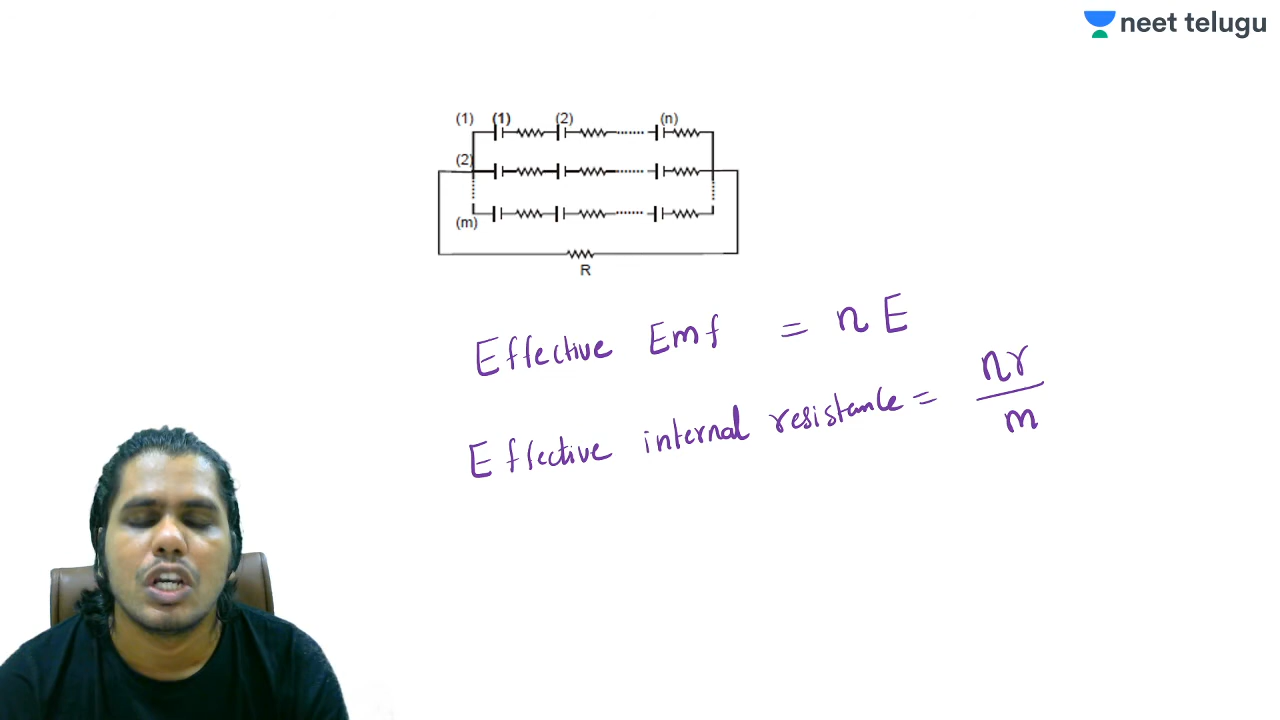 neet telugu
(1) (1) (2) (n)
(2)
(m)
R
Effective Emf = nE
Effective internal resistance = nr/m